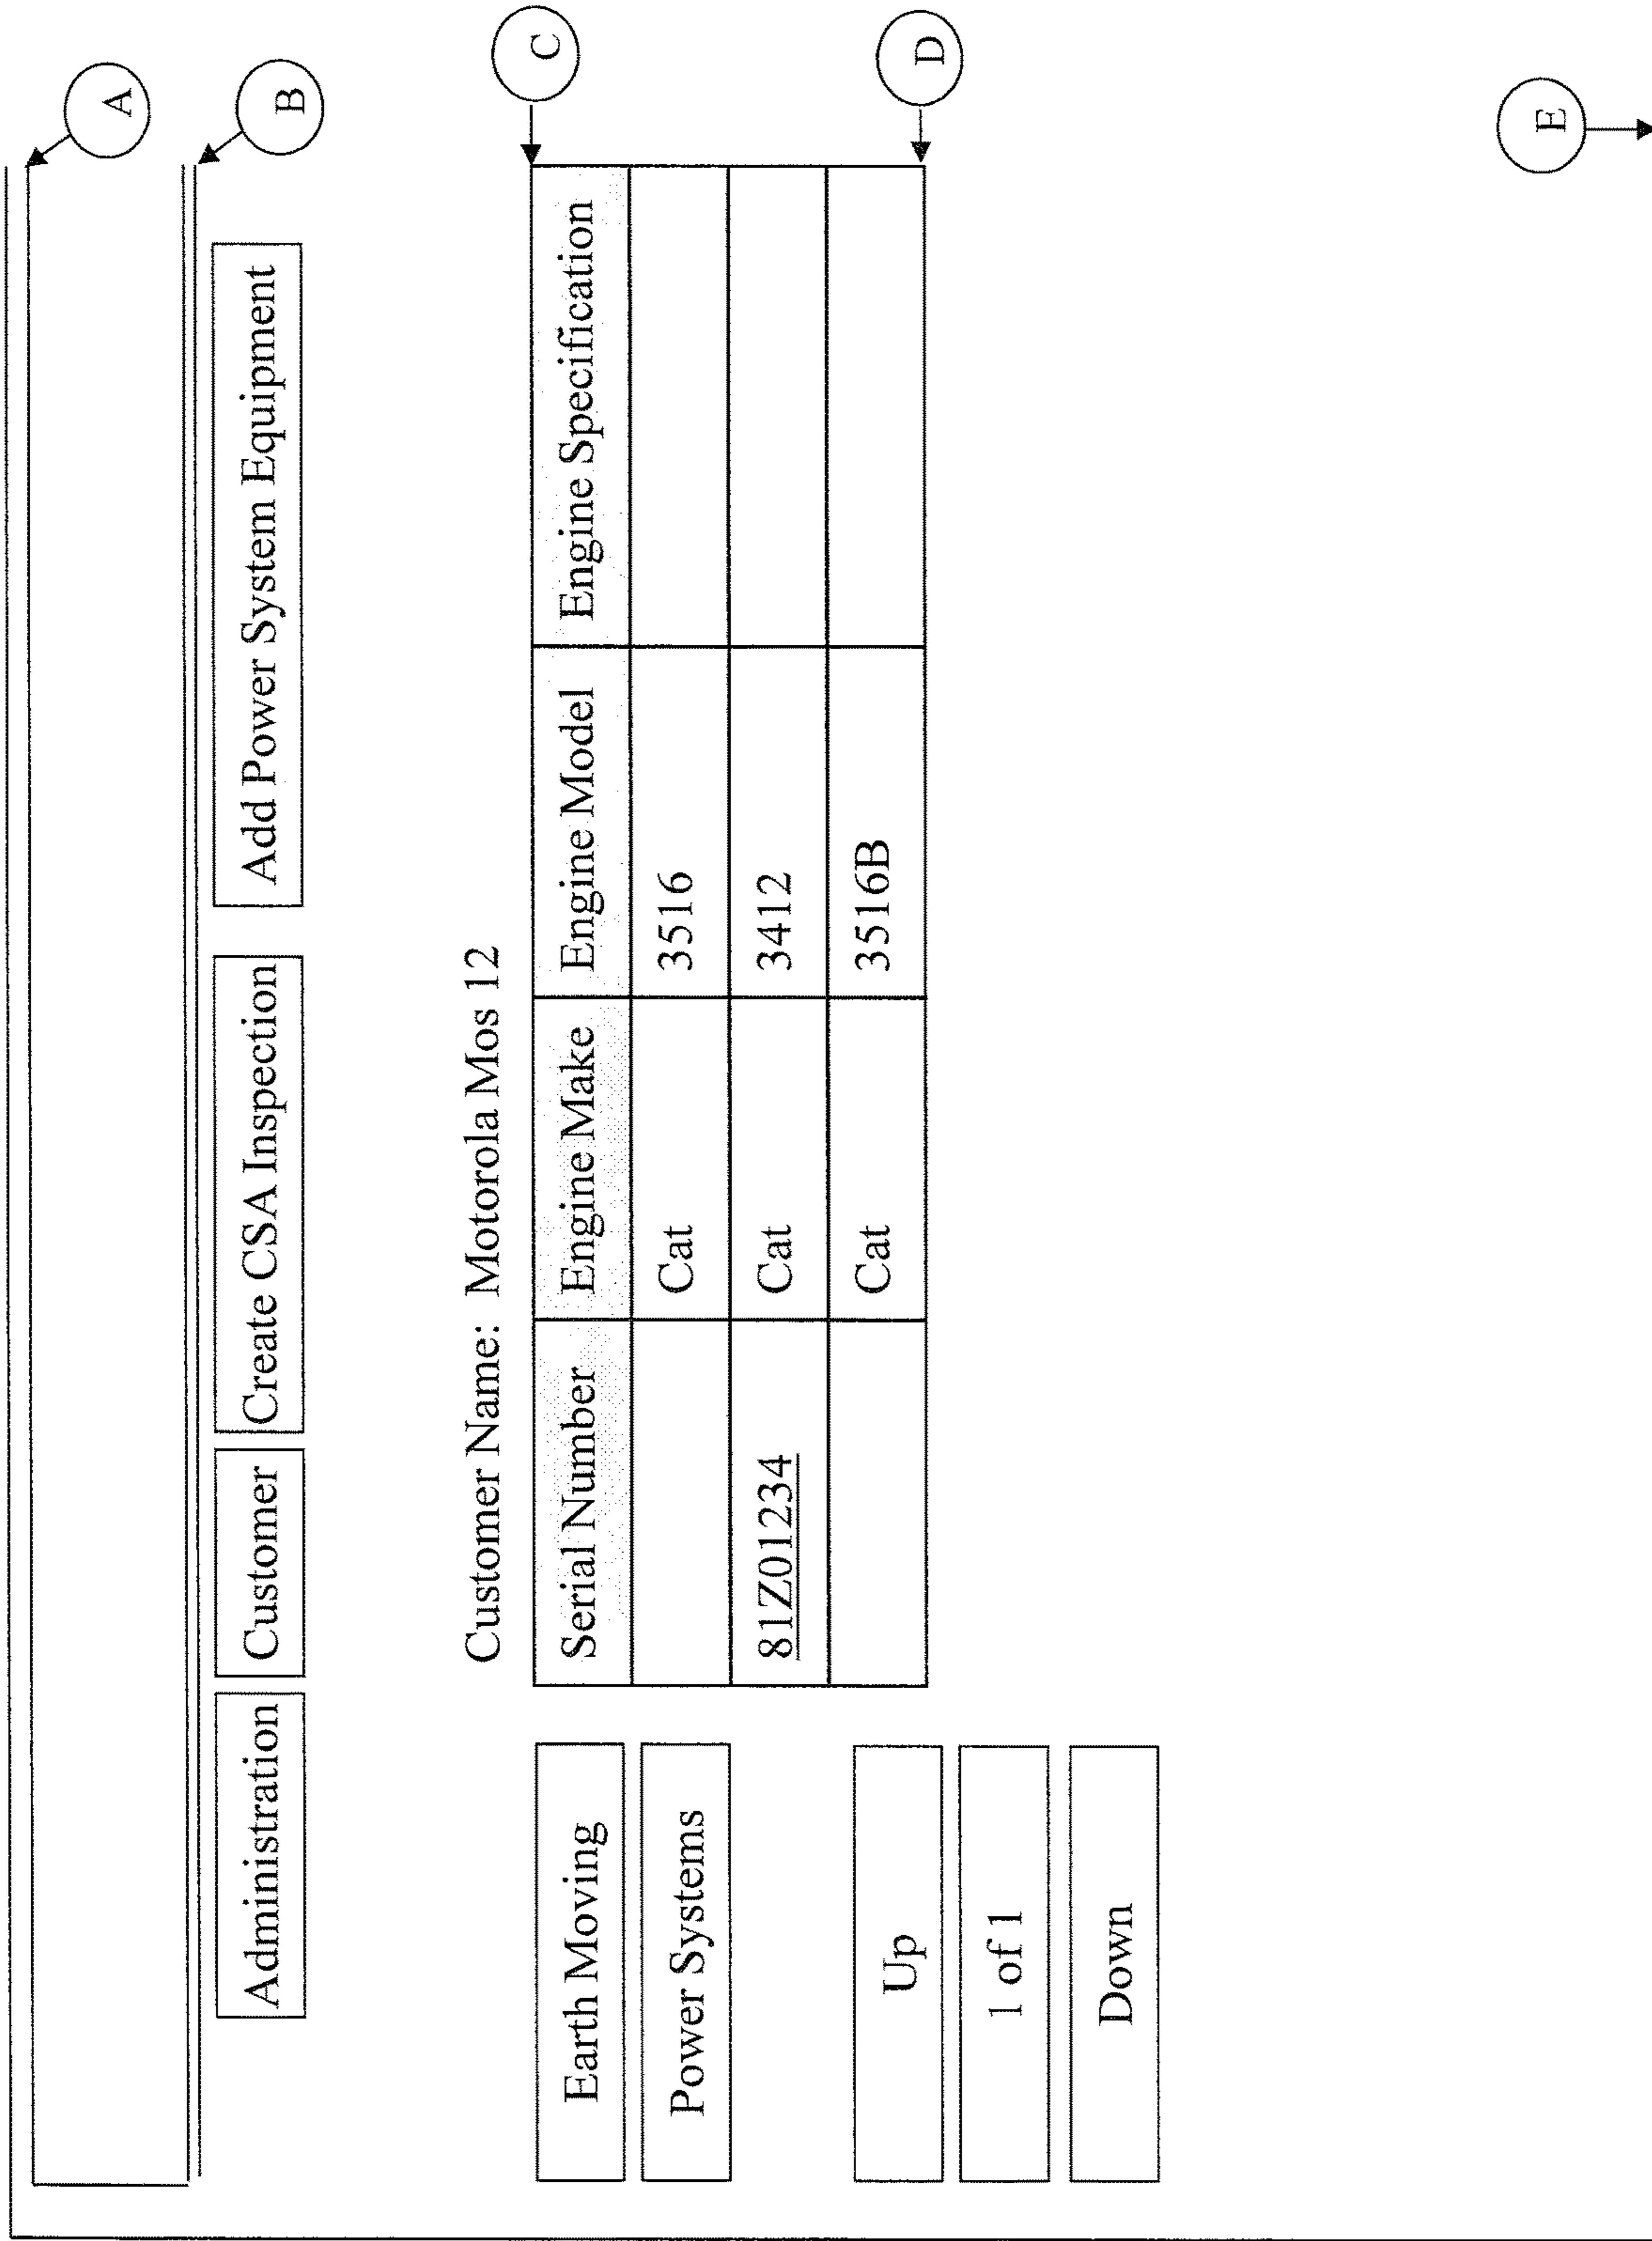 A
B
Administration Customer Create CSA Inspection Add Power System Equipment
Customer Name: Motorola Mos 12
C
Serial Number Engine Make Engine Model Engine Specification
Cat 3516
81Z01234 Cat 3412
Cat 3516B
D
Earth Moving
Power Systems
Up
1 of 1
Down
E